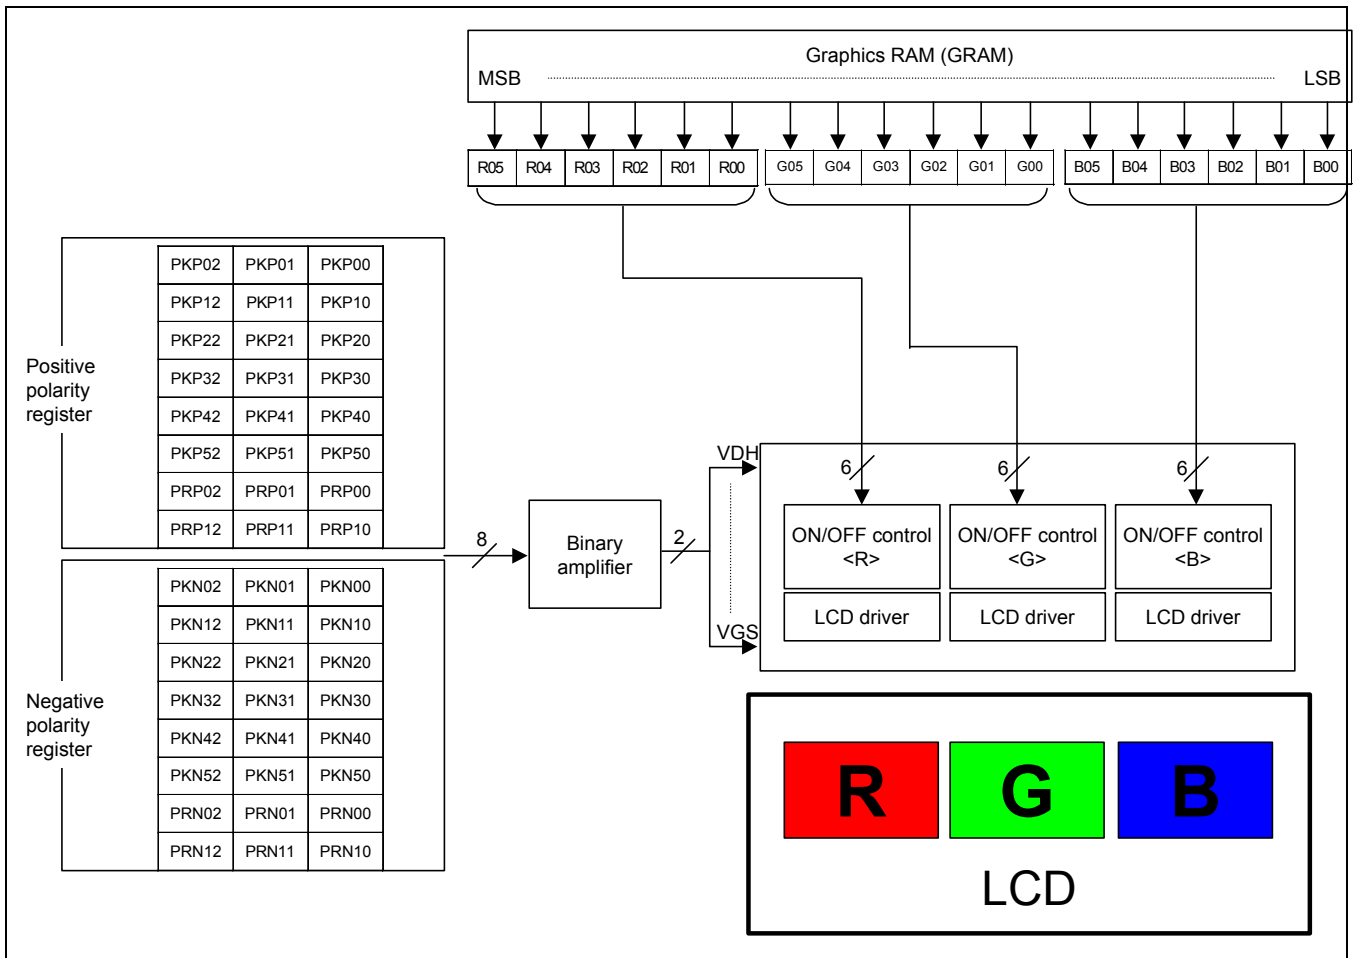 Graphics RAM (GRAM)
MSB LSB
R05 R04 R03 R02 R01 R00 G05 G04 G03 G02 G01 G00 B05 B04 B03 B02 B01 B00
Positive
polarity
register
PKP02 PKP01 PKP00
PKP12 PKP11 PKP10
PKP22 PKP21 PKP20
PKP32 PKP31 PKP30
PKP42 PKP41 PKP40
PKP52 PKP51 PKP50
PRP02 PRP01 PRP00
PRP12 PRP11 PRP10
Negative
polarity
register
PKN02 PKN01 PKN00
PKN12 PKN11 PKN10
PKN22 PKN21 PKN20
PKN32 PKN31 PKN30
PKN42 PKN41 PKN40
PKN52 PKN51 PKN50
PRN02 PRN01 PRN00
PRN12 PRN11 PRN10
8
Binary
amplifier
2
VDH
VGS
6 6 6
ON/OFF control
<R>
ON/OFF control
<G>
ON/OFF control
<B>
LCD driver LCD driver LCD driver
R G B
LCD